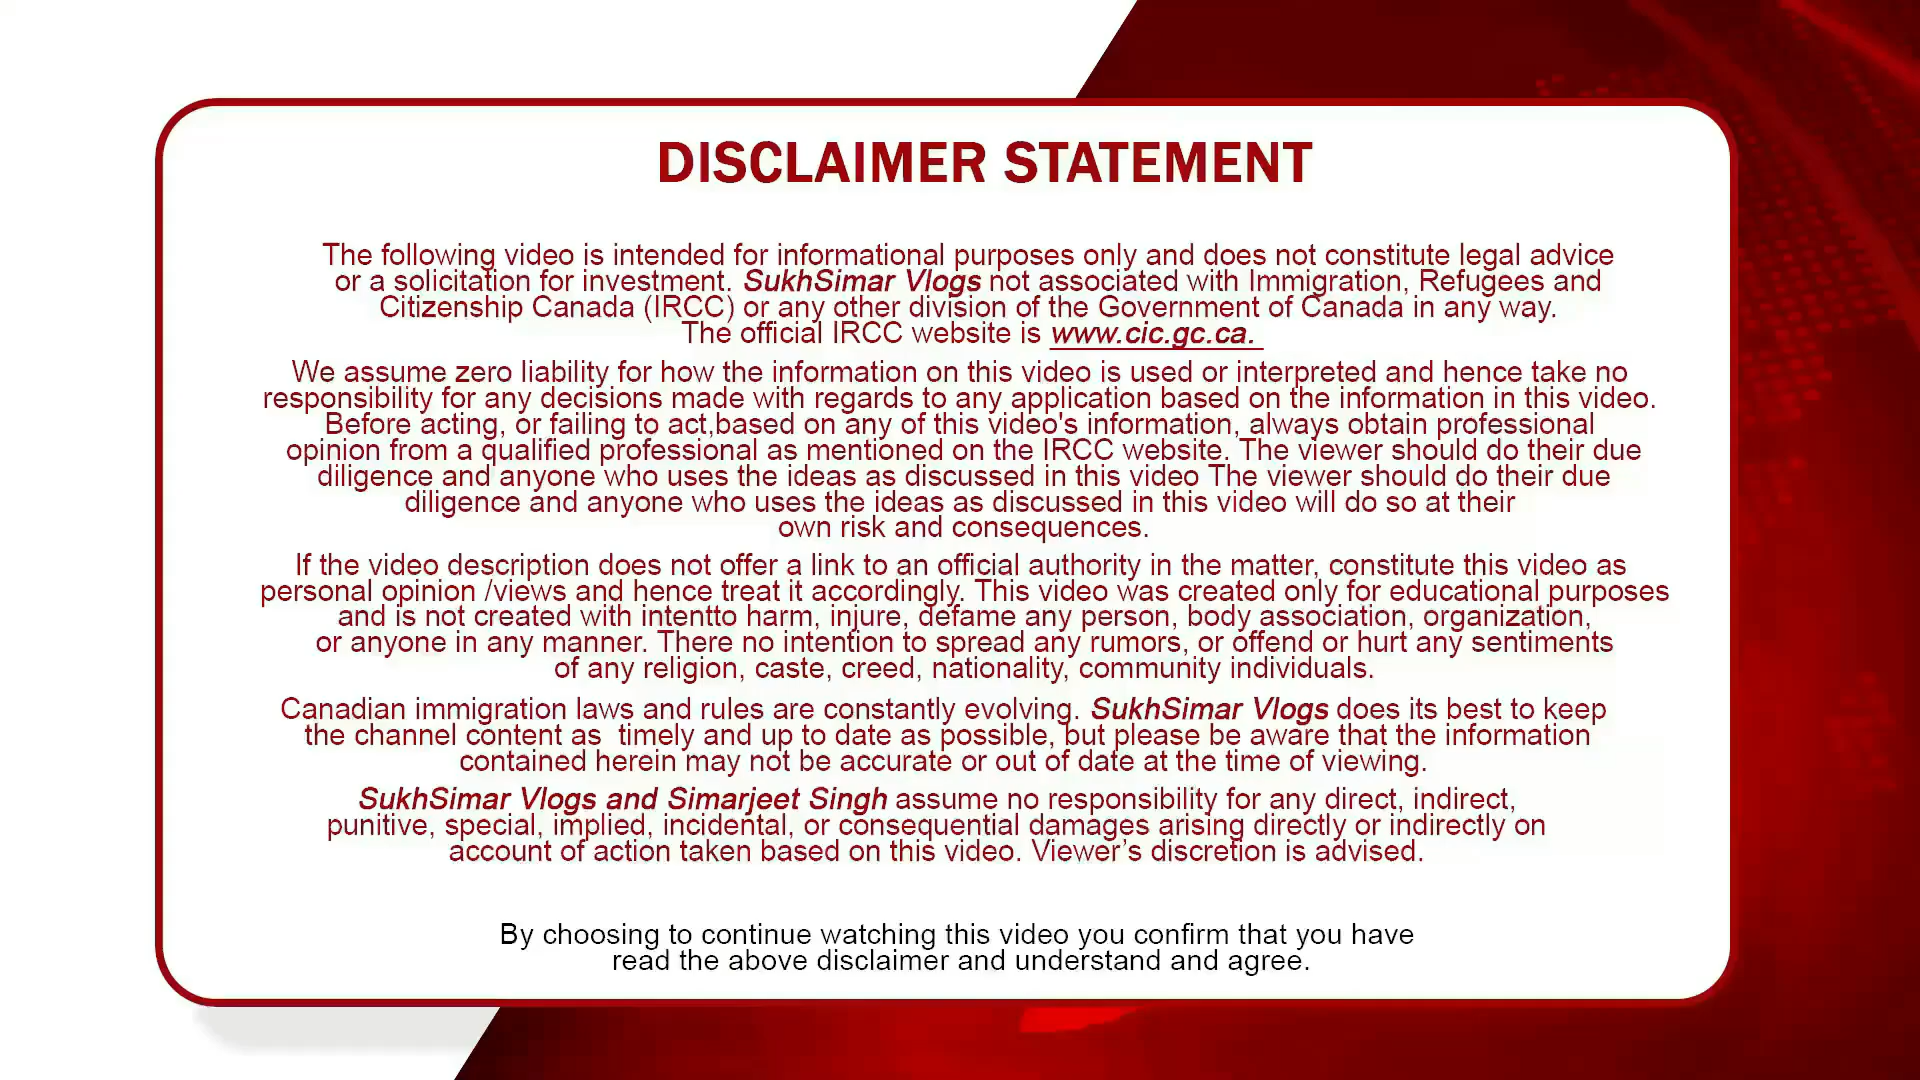 DISCLAIMER STATEMENT
The following video is intended for informational purposes only and does not constitute legal advice
or a solicitation for investment. SukhSimar Vlogs not associated with Immigration, Refugees and
Citizenship Canada (IRCC) or any other division of the Government of Canada in any way.
The official IRCC website is www.cic.gc.ca.
We assume zero liability for how the information on this video is used or interpreted and hence take no
responsibility for any decisions made with regards to any application based on the information in this video.
Before acting, or failing to act,based on any of this video's information, always obtain professional
opinion from a qualified professional as mentioned on the IRCC website. The viewer should do their due
diligence and anyone who uses the ideas as discussed in this video The viewer should do their due
diligence and anyone who uses the ideas as discussed in this video will do so at their
own risk and consequences.
If the video description does not offer a link to an official authority in the matter, constitute this video as
personal opinion /views and hence treat it accordingly. This video was created only for educational purposes
and is not created with intentto harm, injure, defame any person, body association, organization,
or anyone in any manner. There no intention to spread any rumors, or offend or hurt any sentiments
of any religion, caste, creed, nationality, community individuals.
Canadian immigration laws and rules are constantly evolving. SukhSimar Vlogs does its best to keep
the channel content as  timely and up to date as possible, but please be aware that the information
contained herein may not be accurate or out of date at the time of viewing.
SukhSimar Vlogs and Simarjeet Singh assume no responsibility for any direct, indirect,
punitive, special, implied, incidental, or consequential damages arising directly or indirectly on
account of action taken based on this video. Viewer’s discretion is advised.
By choosing to continue watching this video you confirm that you have
read the above disclaimer and understand and agree.